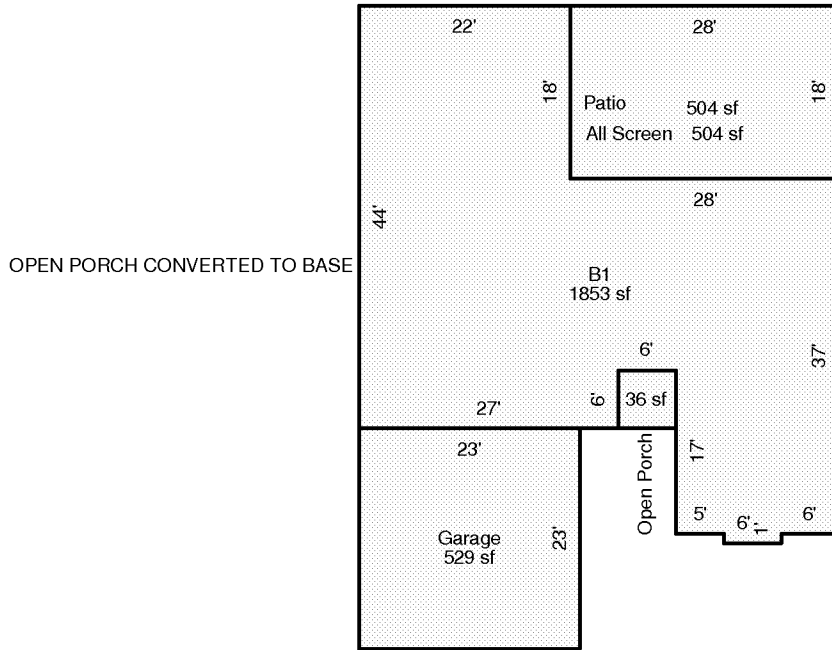 22'
28'
18'
Patio 504 sf
18'
All Screen 504 sf
28'
44'
OPEN PORCH CONVERTED TO BASE
B1
1853 sf
37'
6'
6'
36 sf
27'
23'
Open Porch
17'
5'
6'
1'
6'
Garage
529 sf
23'